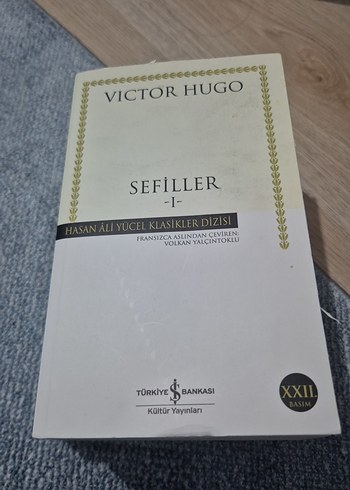 VICTOR HUGO
SEFİLLER
-I-
HASAN ÂLİ YÜCEL KLASİKLER DİZİSİ
FRANSIZCA ASLINDAN ÇEVİREN:
VOLKAN YALÇINTOKLU
TÜRKİYE İŞ BANKASI
Kültür Yayınları
XXII.
BASIM